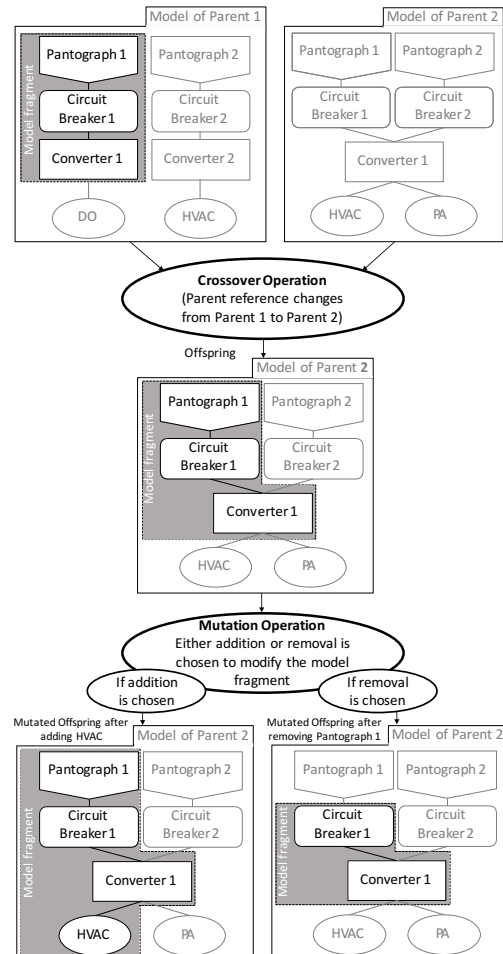 Model of Parent 1
Model fragment
Pantograph 1
Pantograph 2
Circuit
Breaker 1
Circuit
Breaker 2
Converter 1
Converter 2
DO
HVAC
Model of Parent 2
Pantograph 1
Pantograph 2
Circuit
Breaker 1
Circuit
Breaker 2
Converter 1
HVAC
PA
Crossover Operation
(Parent reference changes
from Parent 1 to Parent 2)
Offspring
Model of Parent 2
Model fragment
Pantograph 1
Pantograph 2
Circuit
Breaker 1
Circuit
Breaker 2
Converter 1
HVAC
PA
Mutation Operation
Either addition or removal is
chosen to modify the model
fragment
If addition
is chosen
If removal
is chosen
Mutated Offspring after
adding HVAC
Model of Parent 2
Model fragment
Pantograph 1
Pantograph 2
Circuit
Breaker 1
Circuit
Breaker 2
Converter 1
HVAC
PA
Mutated Offspring after
removing Pantograph 1
Model of Parent 2
Model fragment
Pantograph 1
Pantograph 2
Circuit
Breaker 1
Circuit
Breaker 2
Converter 1
HVAC
PA